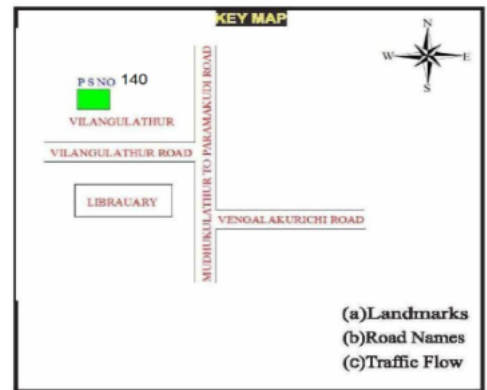 KEY MAP
N
W E
S
P S NO 140
VILANGULATHUR
VILANGULATHUR ROAD
MUDHUKULATHUR TO PARAMAKUDI ROAD
LIBRAUARY
VENGALAKURICHI ROAD
(a)Landmarks
(b)Road Names
(c)Traffic Flow